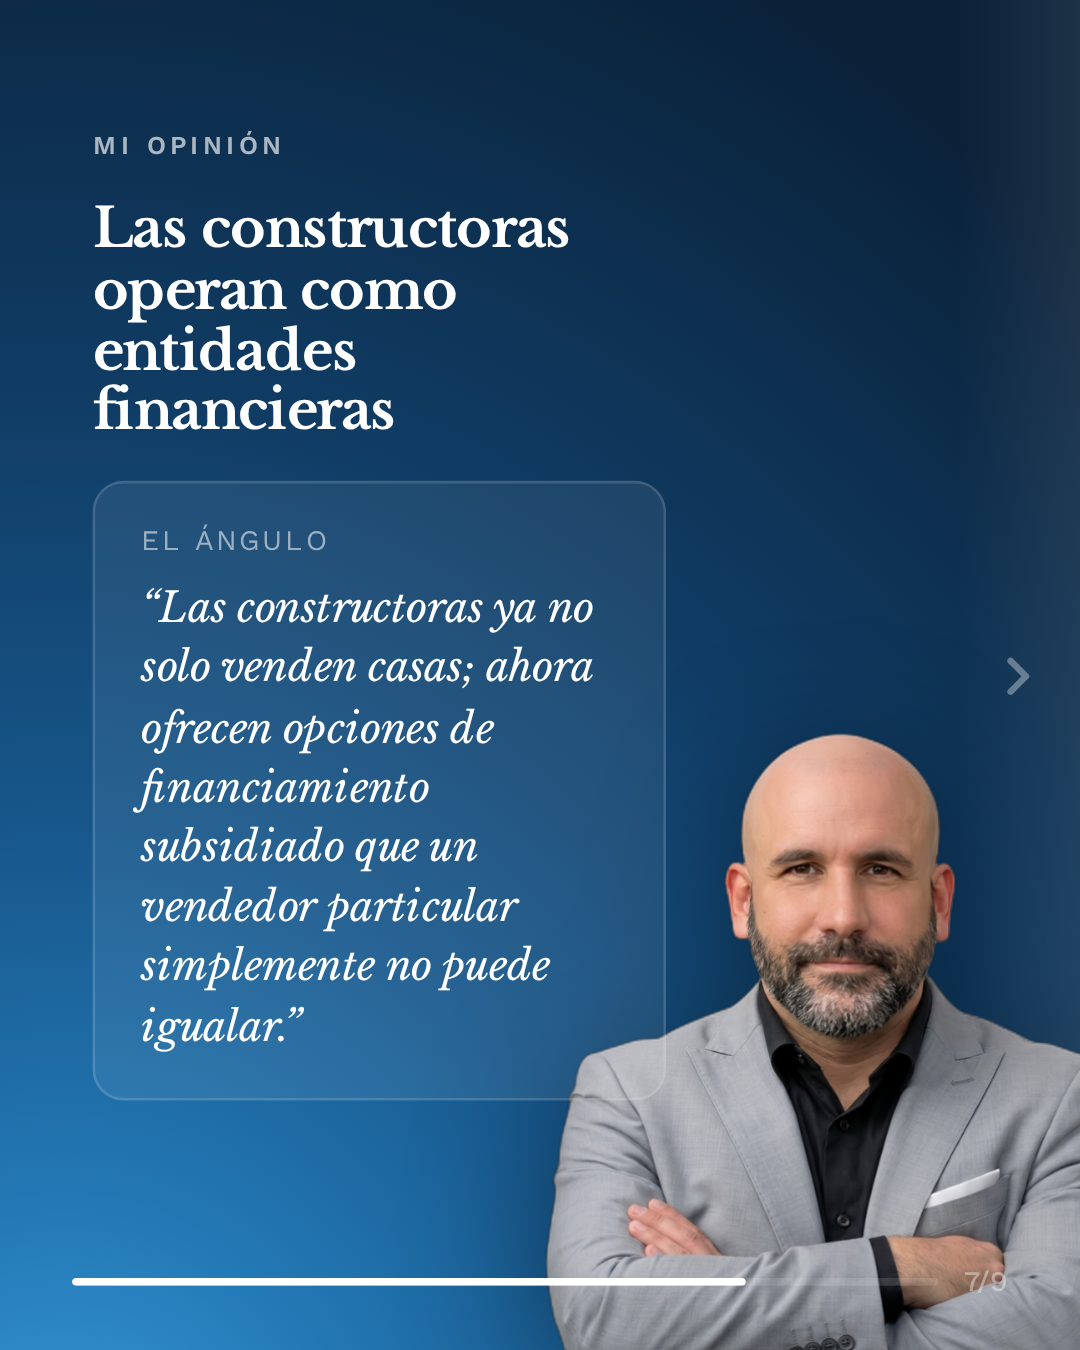 MI OPINIÓN
Las constructoras
operan como
entidades
financieras
EL ÁNGULO
“Las constructoras ya no
solo venden casas; ahora
ofrecen opciones de
financiamiento
subsidiado que un
vendedor particular
simplemente no puede
igualar.”
7/9